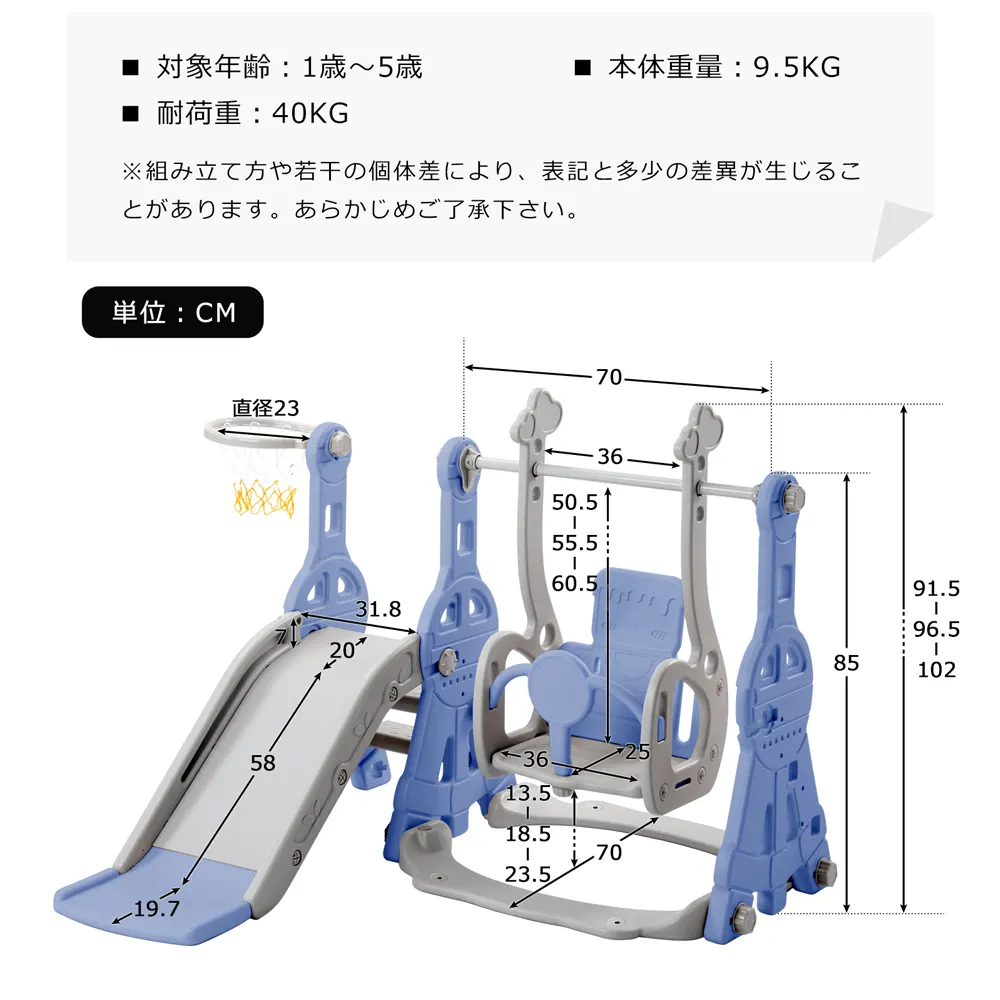 ■ 対象年齢：1歳～5歳
■ 本体重量：9.5KG
■ 耐荷重：40KG
※組み立て方や若干の個体差により、表記と多少の差異が生じるこ
とがあります。あらかじめご了承下さい。
単位：CM
70
直径23
36
50.5
55.5
60.5
91.5
96.5
102
85
31.8
7
20
58
25
36
13.5
18.5
23.5
70
19.7